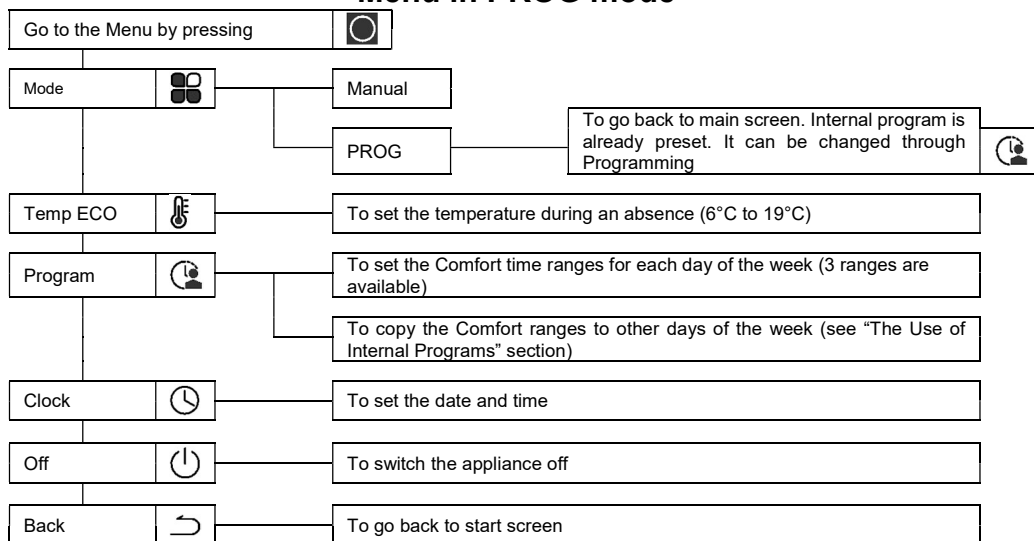 Menu in PROG Mode
Go to the Menu by pressing
Mode
Manual
PROG
To go back to main screen. Internal program is
already preset. It can be changed through
Programming
Temp ECO
To set the temperature during an absence (6°C to 19°C)
Program
To set the Comfort time ranges for each day of the week (3 ranges are
available)
To copy the Comfort ranges to other days of the week (see “The Use of
Internal Programs” section)
Clock
To set the date and time
Off
To switch the appliance off
Back
To go back to start screen